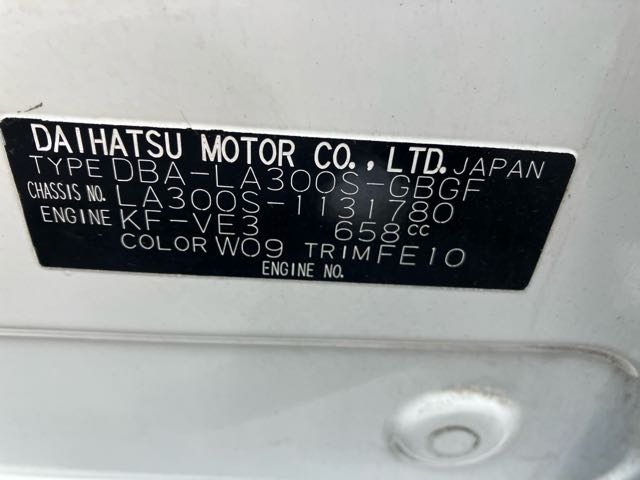 DAIHATSU MOTOR CO., LTD. JAPAN
TYPE DBA-LA300S-GBGF
CHASSIS NO. LA300S-1131780
ENGINE KF-VE3 658cc
COLOR W09 TRIM FE10
ENGINE NO.